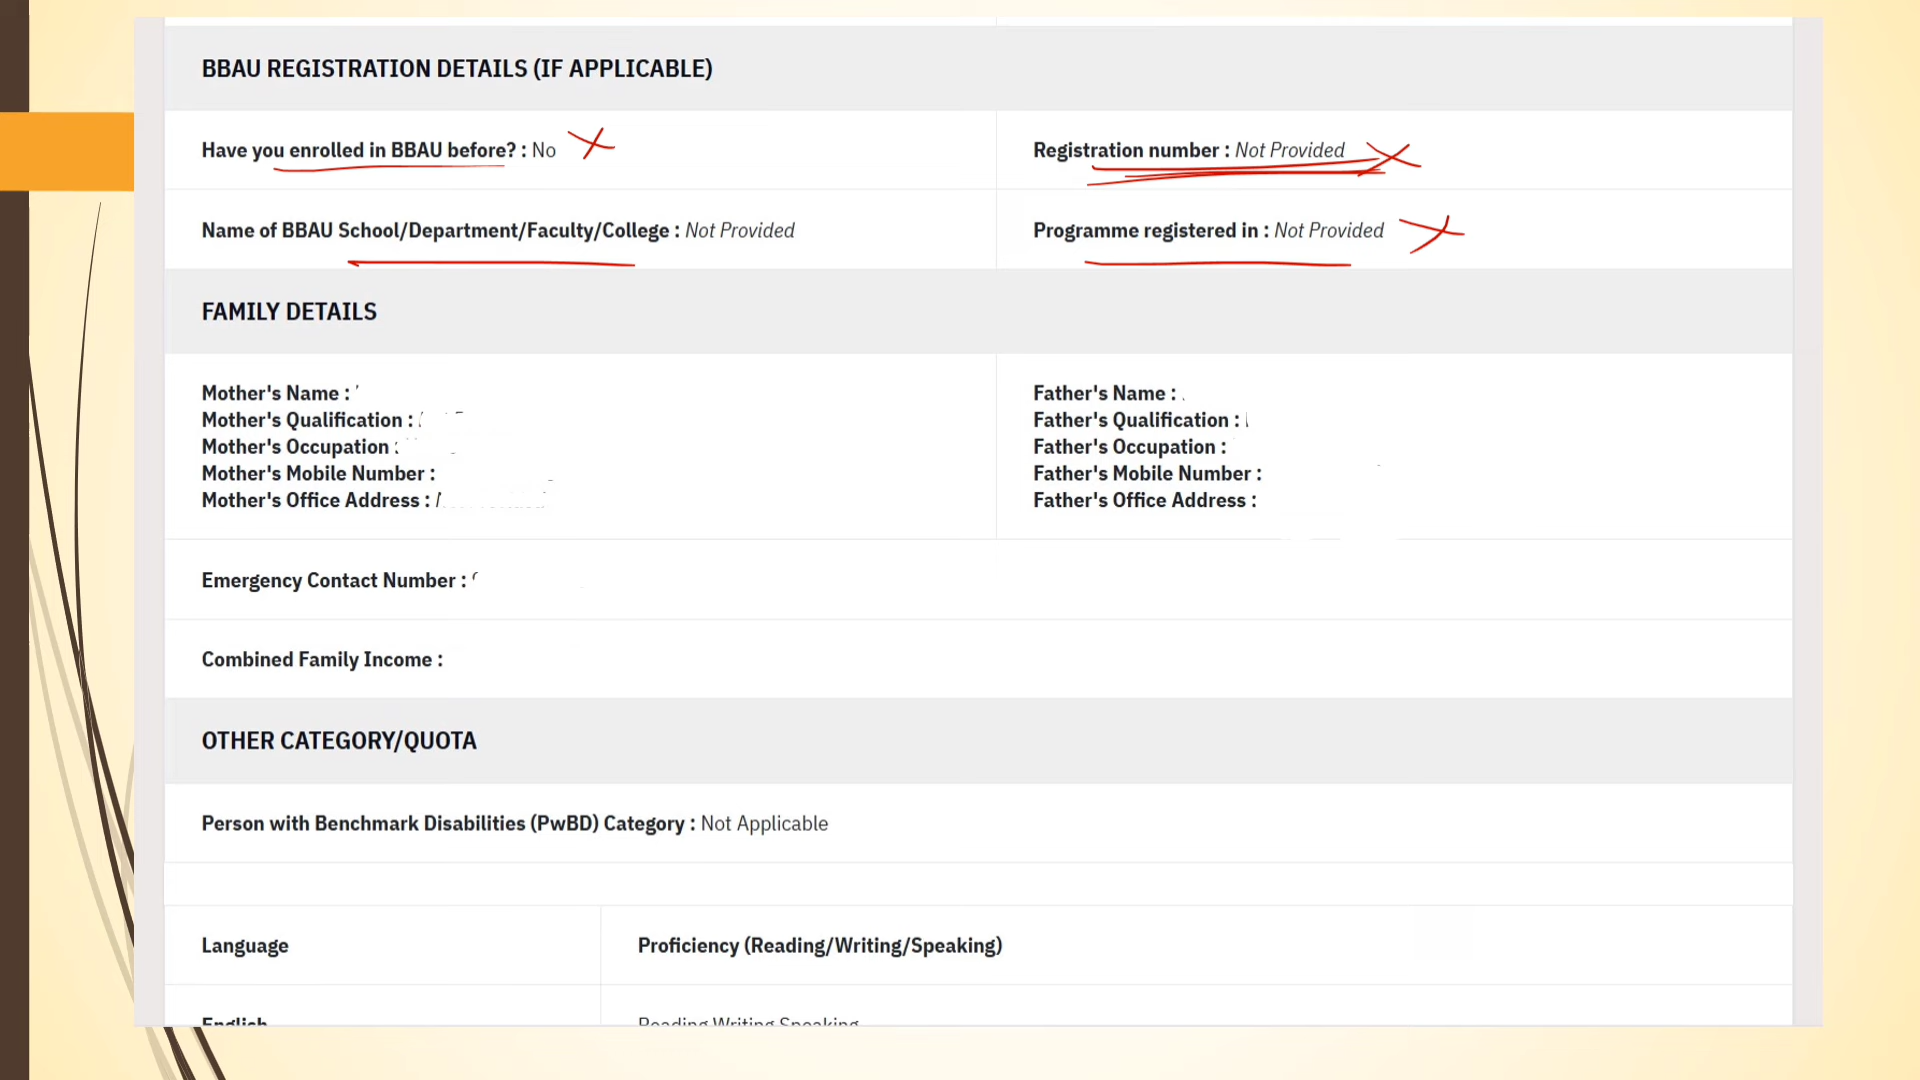 BBAU REGISTRATION DETAILS (IF APPLICABLE)
Have you enrolled in BBAU before? : No
Registration number : Not Provided
Name of BBAU School/Department/Faculty/College : Not Provided
Programme registered in : Not Provided
FAMILY DETAILS
Mother's Name :
Mother's Qualification :
Mother's Occupation :
Mother's Mobile Number :
Mother's Office Address :
Father's Name :
Father's Qualification :
Father's Occupation :
Father's Mobile Number :
Father's Office Address :
Emergency Contact Number :
Combined Family Income :
OTHER CATEGORY/QUOTA
Person with Benchmark Disabilities (PwBD) Category : Not Applicable
Language
Proficiency (Reading/Writing/Speaking)
English
Reading Writing Speaking